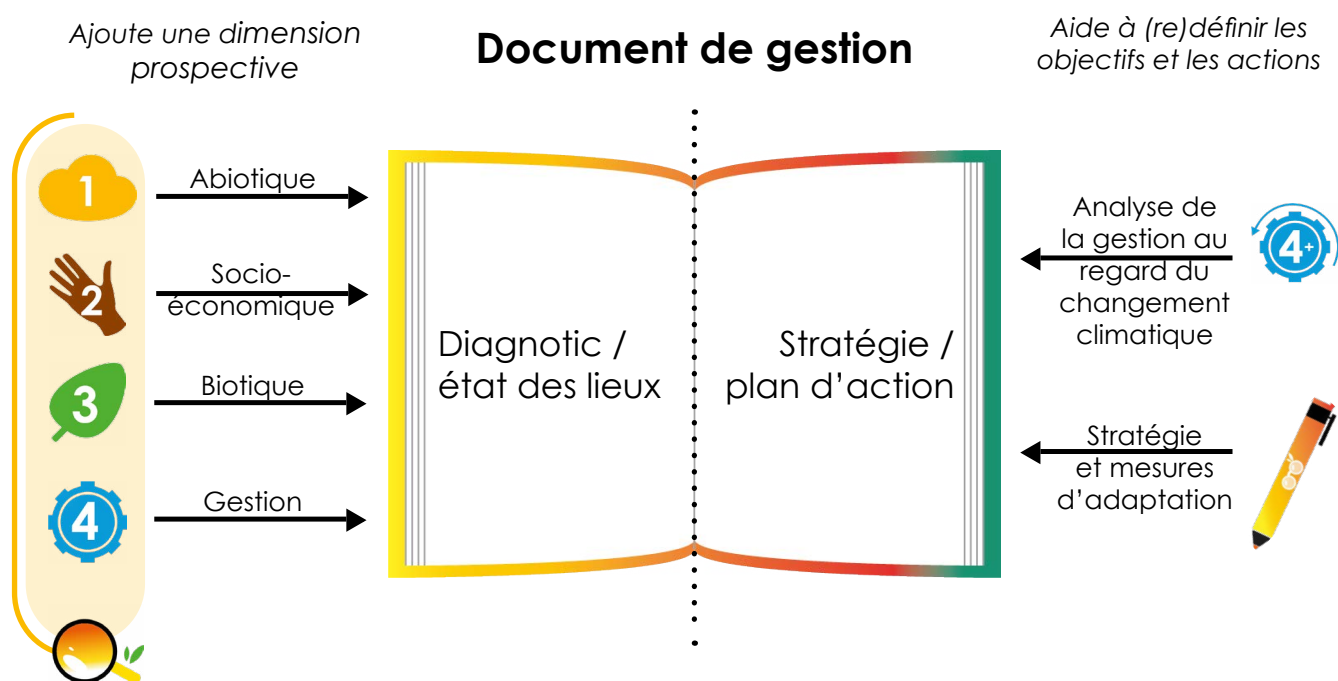 Ajoute une dimension
prospective
Document de gestion
Aide à (re)définir les
objectifs et les actions
1
Abiotique
2
Socio-
économique
3
Biotique
4
Gestion
Diagnotic /
état des lieux
Stratégie /
plan d’action
Analyse de
la gestion au
regard du
changement
climatique
4+
Stratégie
et mesures
d’adaptation